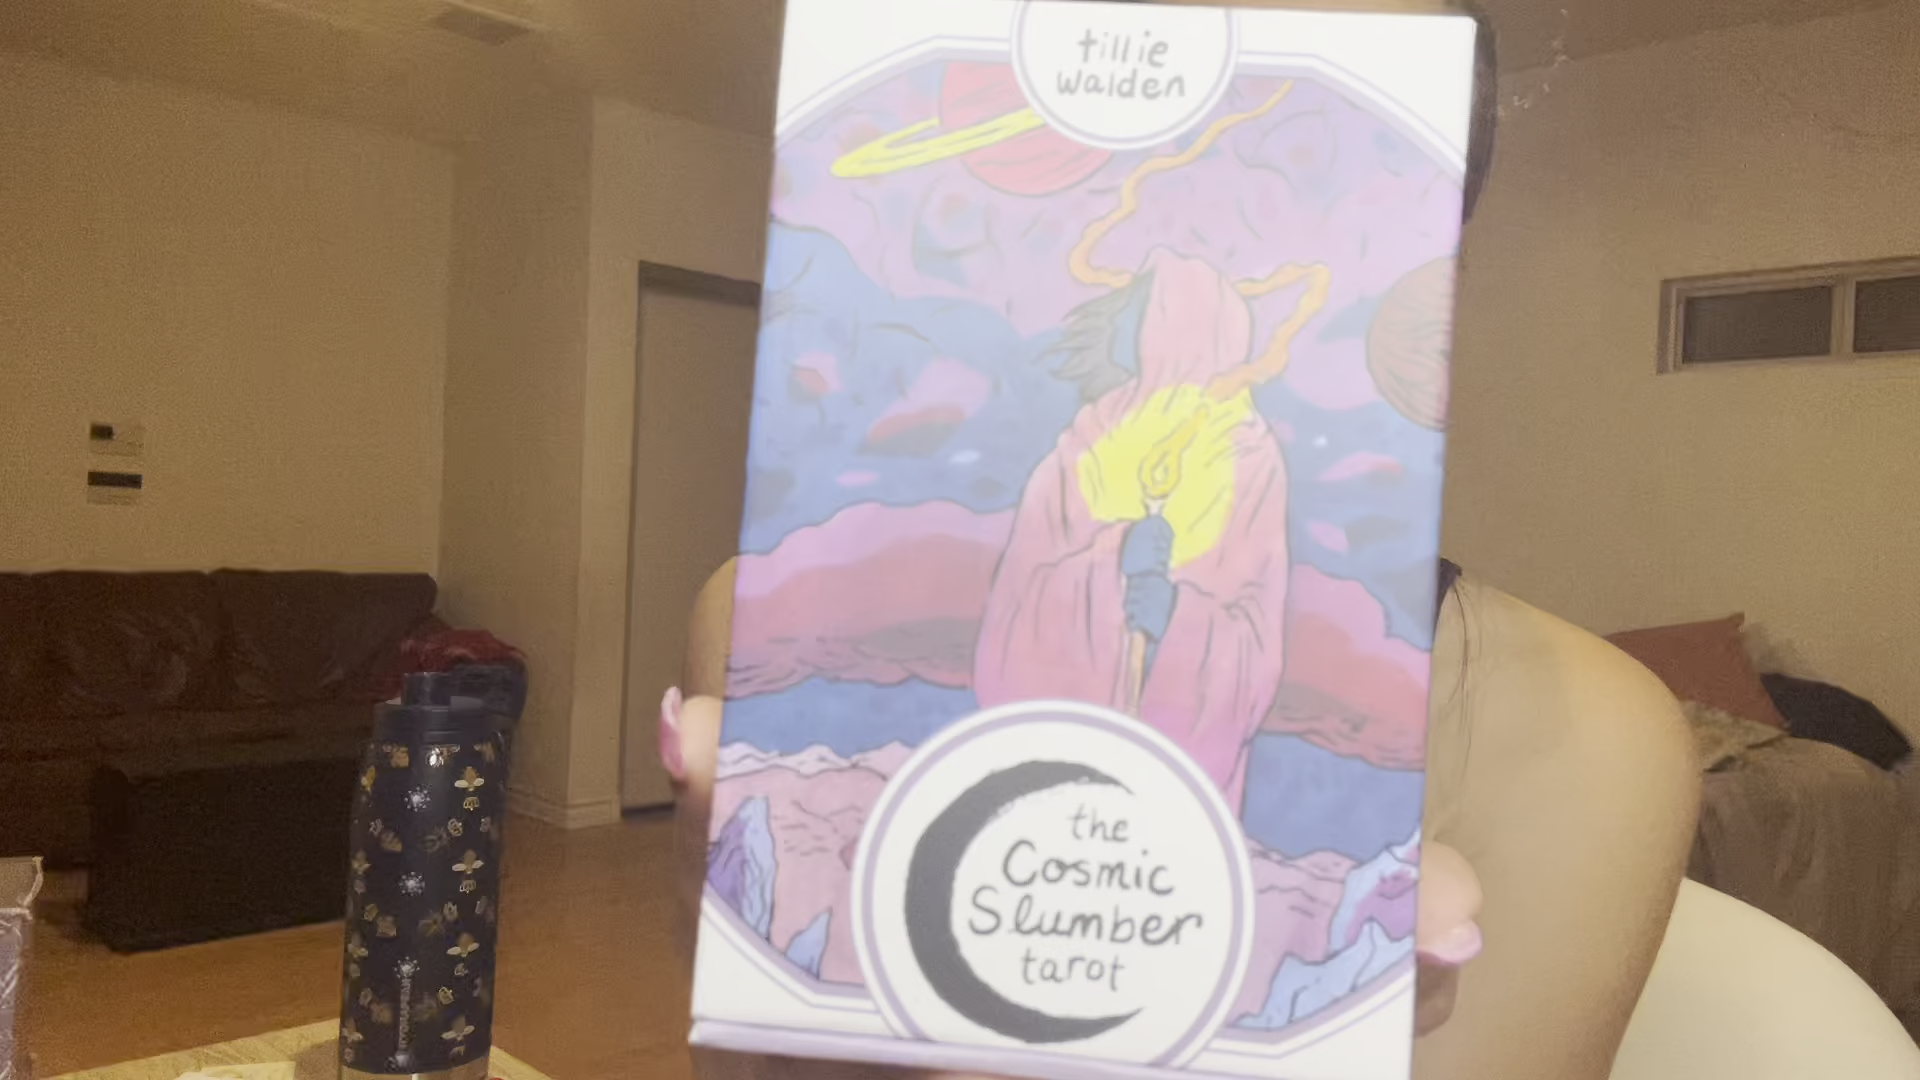 tillie
walden
the
Cosmic
Slumber
tarot